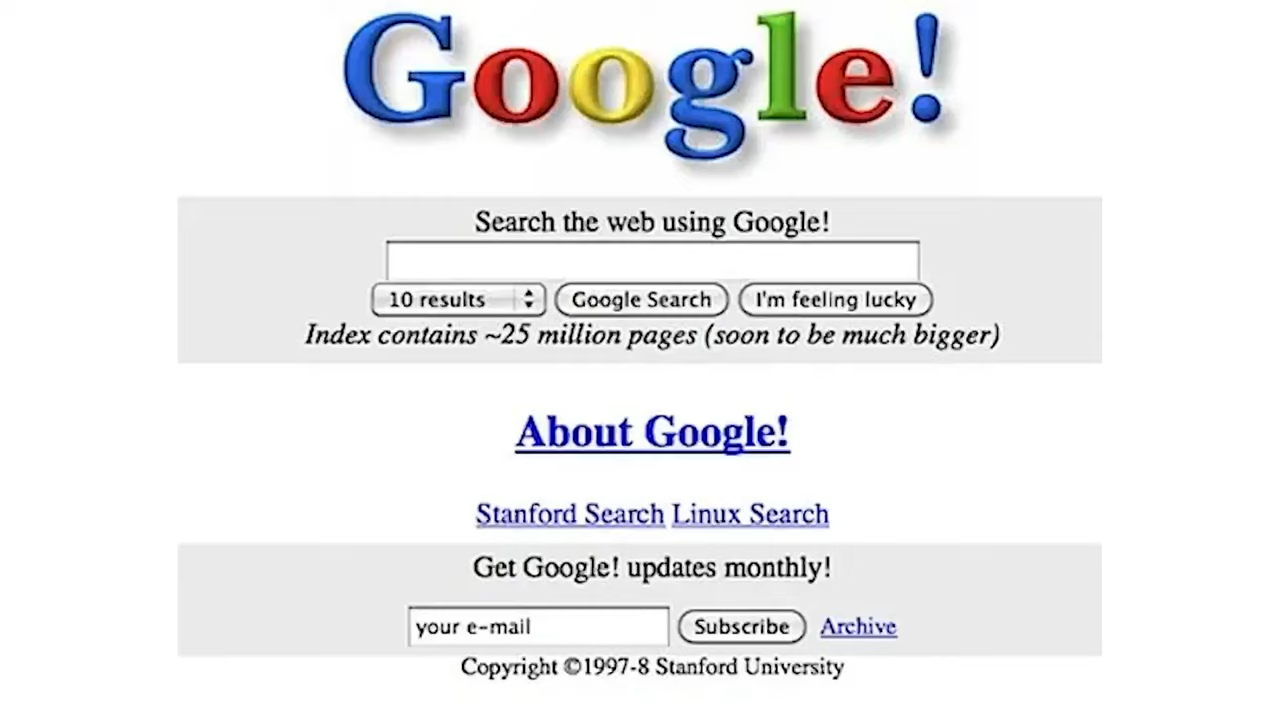 Google!
Search the web using Google!
10 results Google Search I'm feeling lucky
Index contains ~25 million pages (soon to be much bigger)
About Google!
Stanford Search Linux Search
Get Google! updates monthly!
your e-mail Subscribe Archive
Copyright ©1997-8 Stanford University